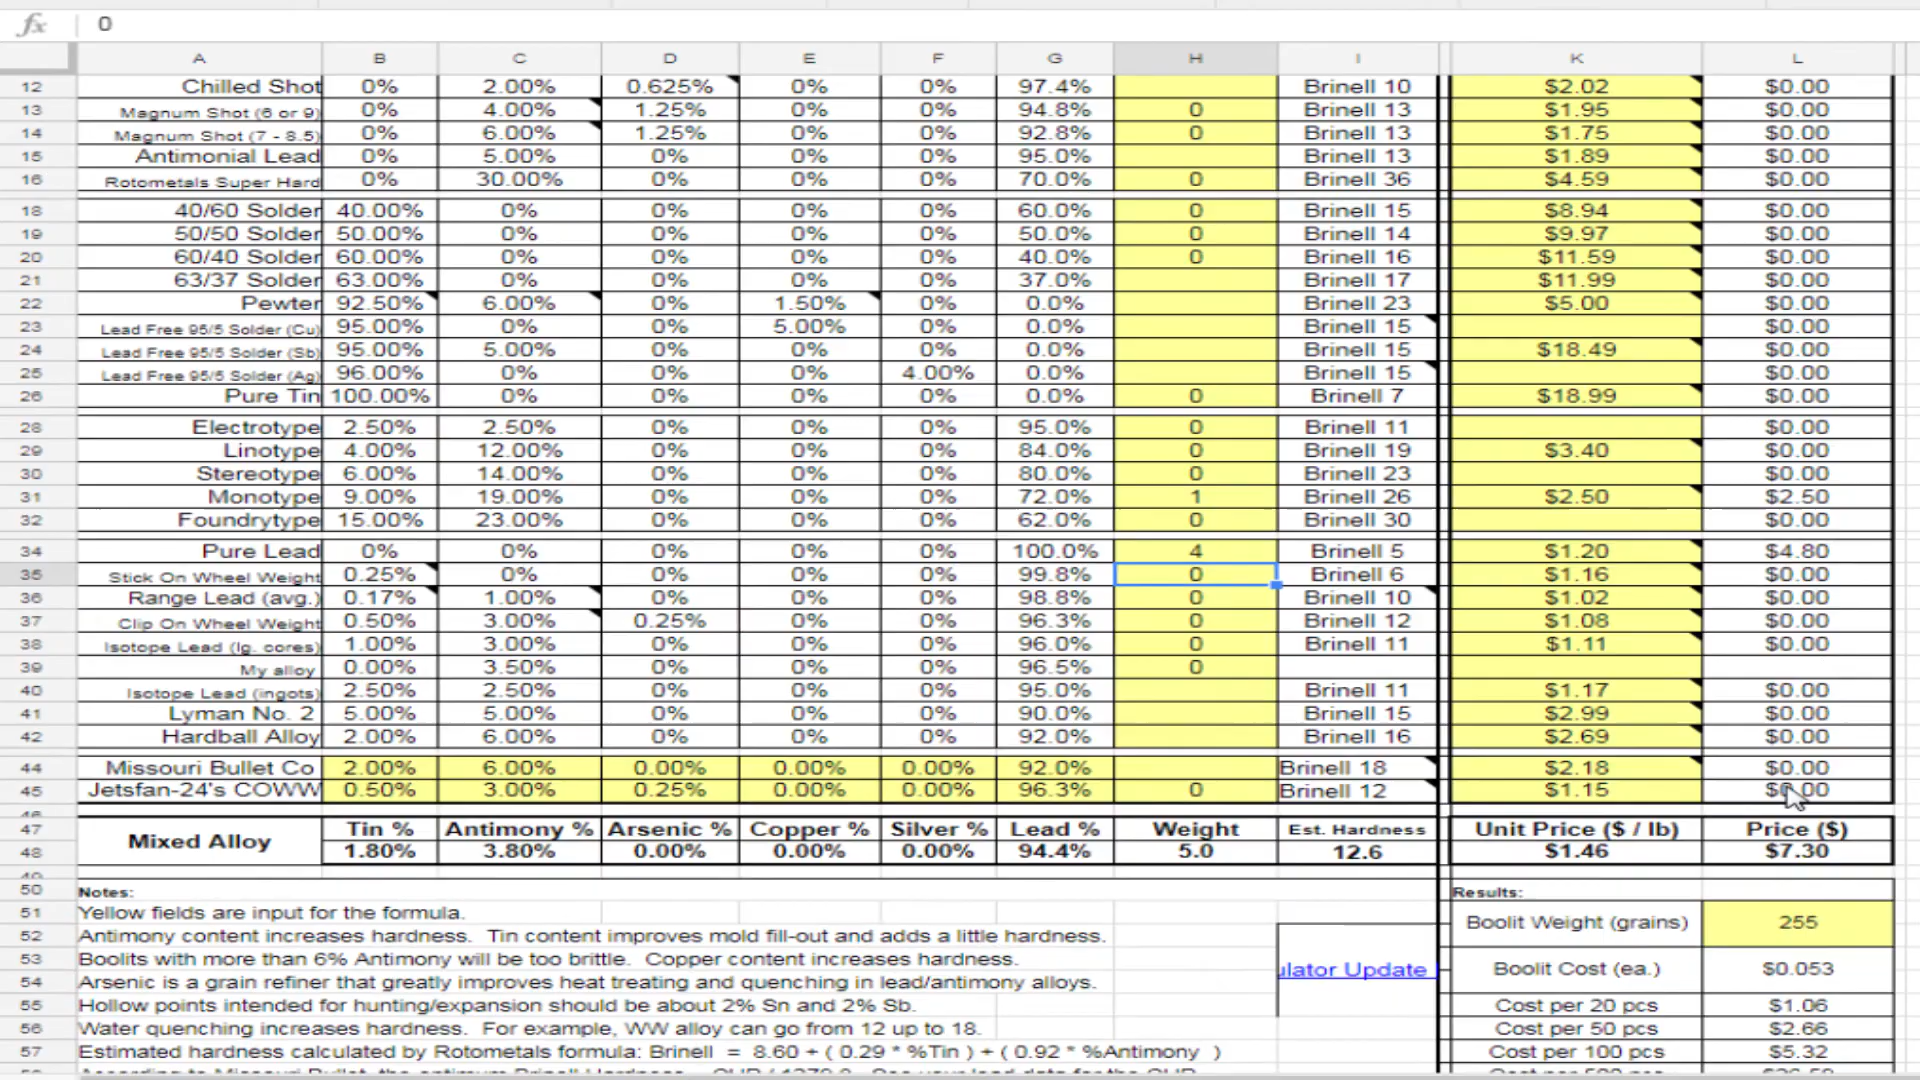 fx 0
A B C D E F G H I K L
12 Chilled Shot 0% 2.00% 0.625% 0% 0% 97.4% Brinell 10 $2.02 $0.00
13 Magnum Shot (6 or 9) 0% 4.00% 1.25% 0% 0% 94.8% 0 Brinell 13 $1.95 $0.00
14 Magnum Shot (7 - 8.5) 0% 6.00% 1.25% 0% 0% 92.8% 0 Brinell 13 $1.75 $0.00
15 Antimonial Lead 0% 5.00% 0% 0% 0% 95.0% Brinell 13 $1.89 $0.00
16 Rotometals Super Hard 0% 30.00% 0% 0% 0% 70.0% 0 Brinell 36 $4.59 $0.00
18 40/60 Solder 40.00% 0% 0% 0% 0% 60.0% 0 Brinell 15 $8.94 $0.00
19 50/50 Solder 50.00% 0% 0% 0% 0% 50.0% 0 Brinell 14 $9.97 $0.00
20 60/40 Solder 60.00% 0% 0% 0% 0% 40.0% 0 Brinell 16 $11.59 $0.00
21 63/37 Solder 63.00% 0% 0% 0% 0% 37.0% Brinell 17 $11.99 $0.00
22 Pewter 92.50% 6.00% 0% 1.50% 0% 0.0% Brinell 23 $5.00 $0.00
23 Lead Free 95/5 Solder (Cu) 95.00% 0% 0% 5.00% 0% 0.0% Brinell 15 $0.00
24 Lead Free 95/5 Solder (Sb) 95.00% 5.00% 0% 0% 0% 0.0% Brinell 15 $18.49 $0.00
25 Lead Free 95/5 Solder (Ag) 96.00% 0% 0% 0% 4.00% 0.0% Brinell 15 $0.00
26 Pure Tin 100.00% 0% 0% 0% 0% 0.0% 0 Brinell 7 $18.99 $0.00
28 Electrotype 2.50% 2.50% 0% 0% 0% 95.0% 0 Brinell 11 $0.00
29 Linotype 4.00% 12.00% 0% 0% 0% 84.0% 0 Brinell 19 $3.40 $0.00
30 Stereotype 6.00% 14.00% 0% 0% 0% 80.0% 0 Brinell 23 $0.00
31 Monotype 9.00% 19.00% 0% 0% 0% 72.0% 1 Brinell 26 $2.50 $2.50
32 Foundrytype 15.00% 23.00% 0% 0% 0% 62.0% 0 Brinell 30 $0.00
34 Pure Lead 0% 0% 0% 0% 0% 100.0% 4 Brinell 5 $1.20 $4.80
35 Stick On Wheel Weight 0.25% 0% 0% 0% 0% 99.8% 0 Brinell 6 $1.16 $0.00
36 Range Lead (avg.) 0.17% 1.00% 0% 0% 0% 98.8% 0 Brinell 10 $1.02 $0.00
37 Clip On Wheel Weight 0.50% 3.00% 0.25% 0% 0% 96.3% 0 Brinell 12 $1.08 $0.00
38 Isotope Lead (lg. cores) 1.00% 3.00% 0% 0% 0% 96.0% 0 Brinell 11 $1.11 $0.00
39 My alloy 0.00% 3.50% 0% 0% 0% 96.5% 0
40 Isotope Lead (ingots) 2.50% 2.50% 0% 0% 0% 95.0% Brinell 11 $1.17 $0.00
41 Lyman No. 2 5.00% 5.00% 0% 0% 0% 90.0% Brinell 15 $2.99 $0.00
42 Hardball Alloy 2.00% 6.00% 0% 0% 0% 92.0% Brinell 16 $2.69 $0.00
44 Missouri Bullet Co 2.00% 6.00% 0.00% 0.00% 0.00% 92.0% Brinell 18 $2.18 $0.00
45 Jetsfan-24's COWW 0.50% 3.00% 0.25% 0.00% 0.00% 96.3% 0 Brinell 12 $1.15 $0.00
47 Mixed Alloy Tin % Antimony % Arsenic % Copper % Silver % Lead % Weight Est. Hardness Unit Price ($ / lb) Price ($)
48 1.80% 3.80% 0.00% 0.00% 0.00% 94.4% 5.0 12.6 $1.46 $7.30
50 Notes: Results:
51 Yellow fields are input for the formula. Boolit Weight (grains) 255
52 Antimony content increases hardness. Tin content improves mold fill-out and adds a little hardness.
53 Boolits with more than 6% Antimony will be too brittle. Copper content increases hardness. ulator Update Boolit Cost (ea.) $0.053
54 Arsenic is a grain refiner that greatly improves heat treating and quenching in lead/antimony alloys.
55 Hollow points intended for hunting/expansion should be about 2% Sn and 2% Sb. Cost per 20 pcs $1.06
56 Water quenching increases hardness. For example, WW alloy can go from 12 up to 18. Cost per 50 pcs $2.66
57 Estimated hardness calculated by Rotometals formula: Brinell = 8.60 + ( 0.29 * %Tin ) + ( 0.92 * %Antimony ) Cost per 100 pcs $5.32